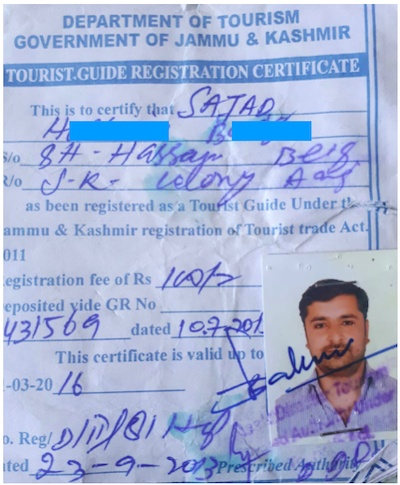 DEPARTMENT OF TOURISM
GOVERNMENT OF JAMMU & KASHMIR
TOURIST GUIDE REGISTRATION CERTIFICATE
This is to certify that SAJAD
H B
S/o SH - Hassan Beig
R/o S-R- colony
as been registered as a Tourist Guide Under th
ammu & Kashmir registration of Tourist trade Act.
011
egistration fee of Rs 100/-
eposited vide GR No
431569 dated 10.7.201
This certificate is valid up to
-03-2016
o. Reg/
ated 23-9-2013 Prescribed Authority